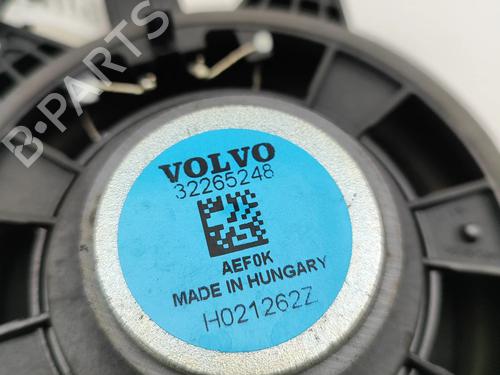 B-PARTS
VOLVO
32265248
AEF0K
MADE IN HUNGARY
H021262Z